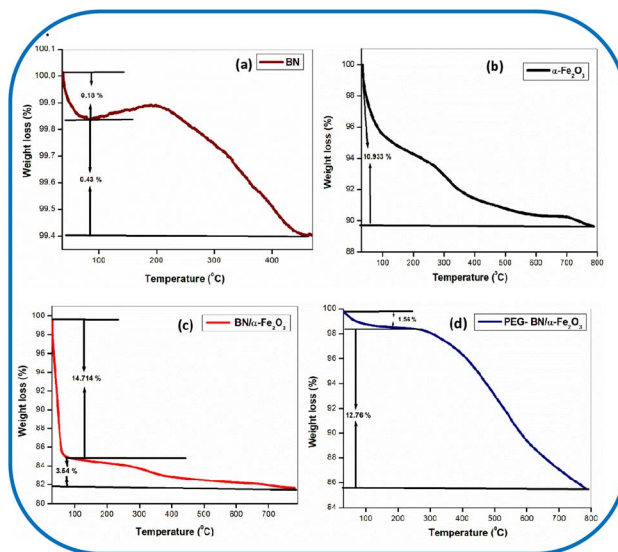 (a)
BN
100.1
100.0
99.9
99.8
99.7
99.6
99.5
99.4
0.18 %
0.43 %
100 200 300 400
Weight loss (%)
Temperature (°C)
(b)
α-Fe₂O₃
100
96
94
92
90
88
10.933 %
100 200 300 400 500 600 700 800
Weight loss (%)
Temperature (°C)
(c)
BN/α-Fe₂O₃
100
98
96
94
92
90
88
86
84
82
80
14.714 %
3.54 %
100 200 300 400 500 600 700
Weight loss (%)
Temperature (°C)
(d)
PEG- BN/α-Fe₂O₃
100
98
96
94
92
90
88
86
84
12.76 %
100 200 300 400 500 600 700 800
Weight loss (%)
Temperature (°C)